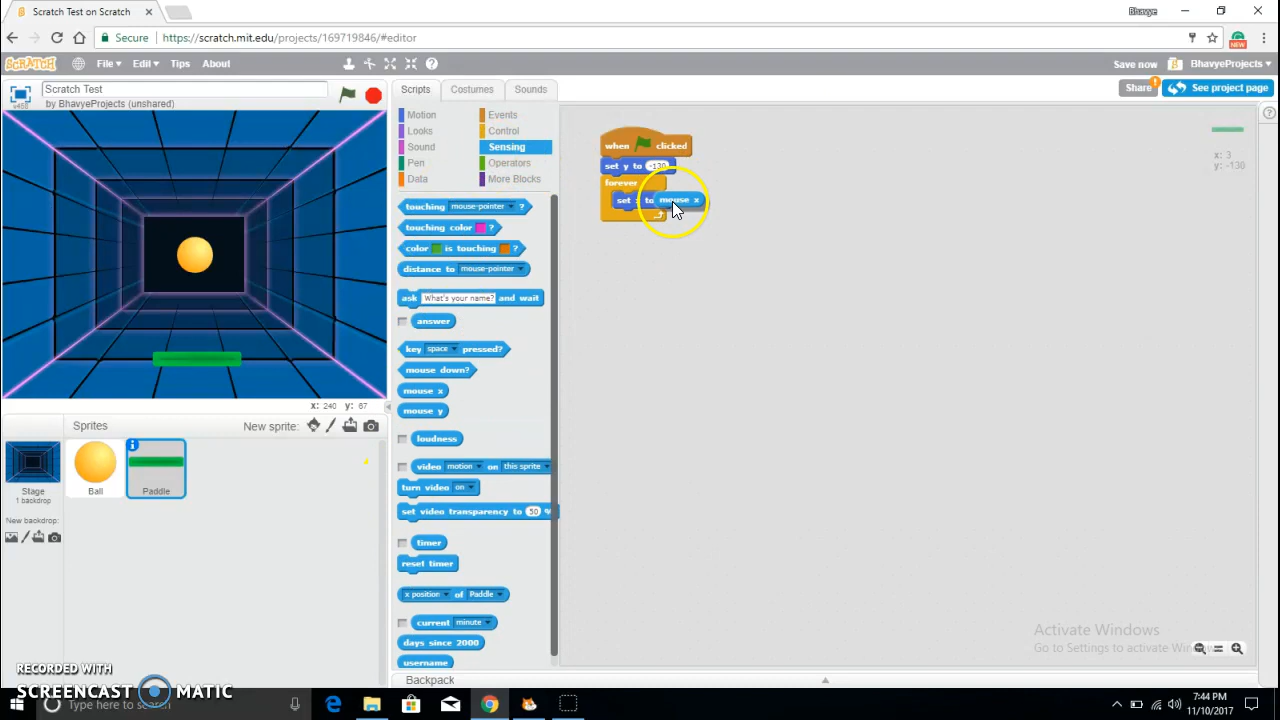 Scratch Test on Scratch
Bhavye
Secure https://scratch.mit.edu/projects/169719846/#editor
NEW
SCRATCH File Edit Tips About Save now BhavyeProjects
Scratch Test
by BhavyeProjects (unshared)
v458
Scripts Costumes Sounds
Share See project page
Motion Events
Looks Control
Sound Sensing
Pen Operators
Data More Blocks
touching mouse-pointer ?
touching color ?
color is touching ?
distance to mouse-pointer
ask What's your name? and wait
answer
key space pressed?
mouse down?
mouse x
mouse y
loudness
video motion on this sprite
turn video on
set video transparency to 50 %
timer
reset timer
x position of Paddle
current minute
days since 2000
username
when clicked
set y to -130
forever
set x to mouse x
x: 3
y: -130
x: 240 y: 67
Sprites New sprite:
Stage
1 backdrop
New backdrop:
Ball
Paddle
Backpack
Activate Windows
Go to Settings to activate Windows
RECORDED WITH
SCREENCAST MATIC
Type here to search
7:44 PM
11/10/2017